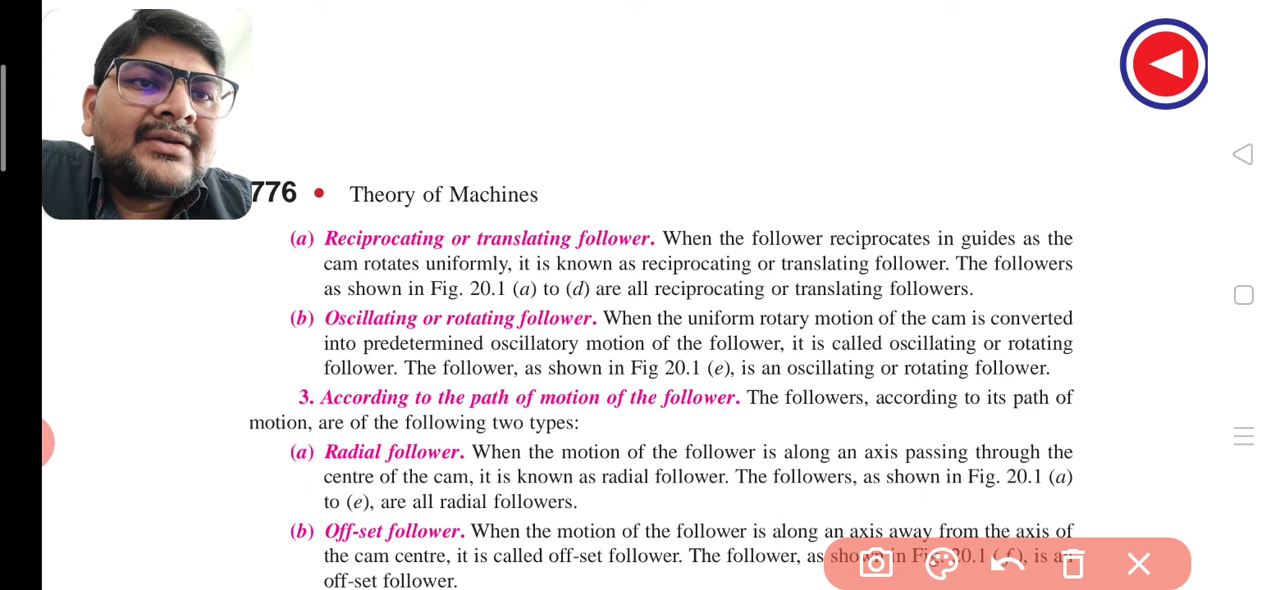 776 • Theory of Machines
(a) Reciprocating or translating follower. When the follower reciprocates in guides as the
cam rotates uniformly, it is known as reciprocating or translating follower. The followers
as shown in Fig. 20.1 (a) to (d) are all reciprocating or translating followers.
(b) Oscillating or rotating follower. When the uniform rotary motion of the cam is converted
into predetermined oscillatory motion of the follower, it is called oscillating or rotating
follower. The follower, as shown in Fig 20.1 (e), is an oscillating or rotating follower.
3. According to the path of motion of the follower. The followers, according to its path of
motion, are of the following two types:
(a) Radial follower. When the motion of the follower is along an axis passing through the
centre of the cam, it is known as radial follower. The followers, as shown in Fig. 20.1 (a)
to (e), are all radial followers.
(b) Off-set follower. When the motion of the follower is along an axis away from the axis of
the cam centre, it is called off-set follower. The follower, as shown in Fig. 20.1 (f), is an
off-set follower.